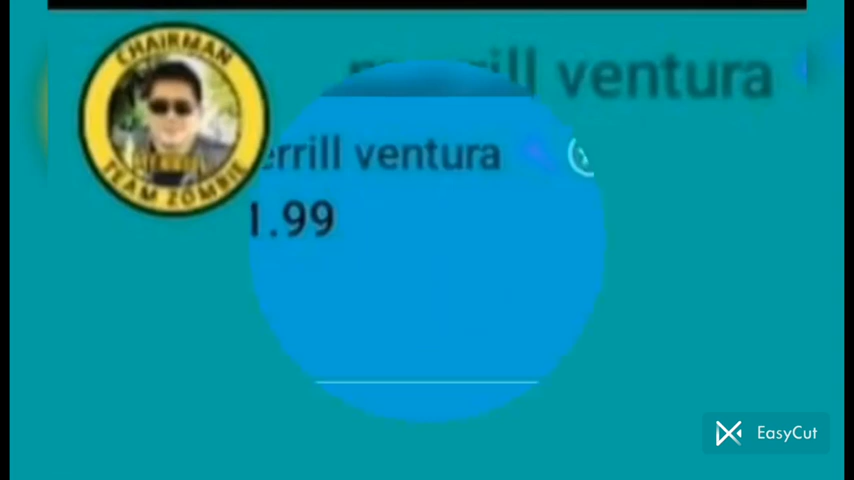 CHAIRMAN
TEAM ZOMBIE
ventura
errill ventura
1.99
EasyCut